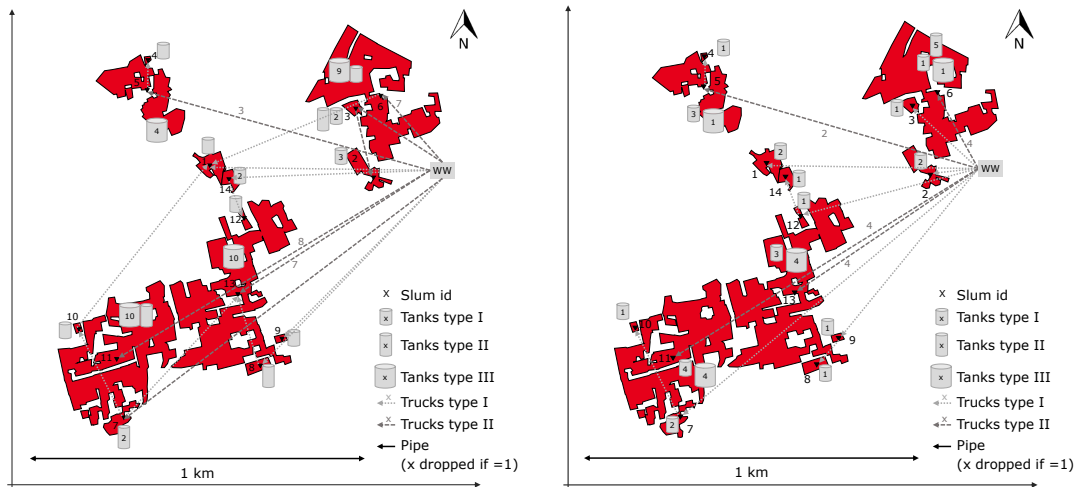 N
4
9
5
7
6
3
2
3
4
3
2
WW
2
14
12
8
10
7
13
10
10
9
11
8
7
2
x Slum id
x Tanks type I
x Tanks type II
x Tanks type III
x Trucks type I
x Trucks type II
Pipe
(x dropped if =1)
1 km
N
4
1
5
1
1
5
6
3
1
3
1
2
4
2
2
WW
1
1
14
2
1
12
4
3
4
4
13
1
10
1
9
11
4
4
8
1
2
7
x Slum id
x Tanks type I
x Tanks type II
x Tanks type III
x Trucks type I
x Trucks type II
Pipe
(x dropped if =1)
1 km